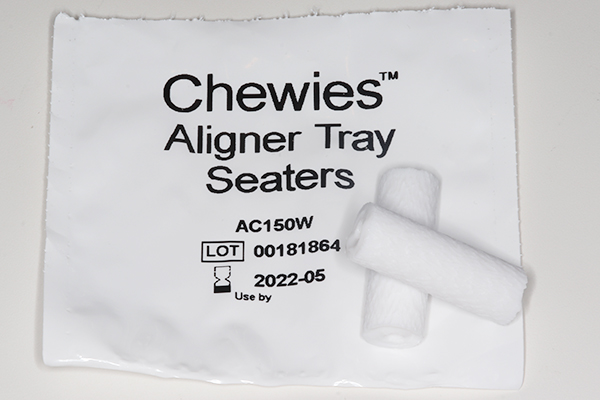 Chewies™
Aligner Tray
Seaters
AC150W
LOT 00181864
2022-05
Use by